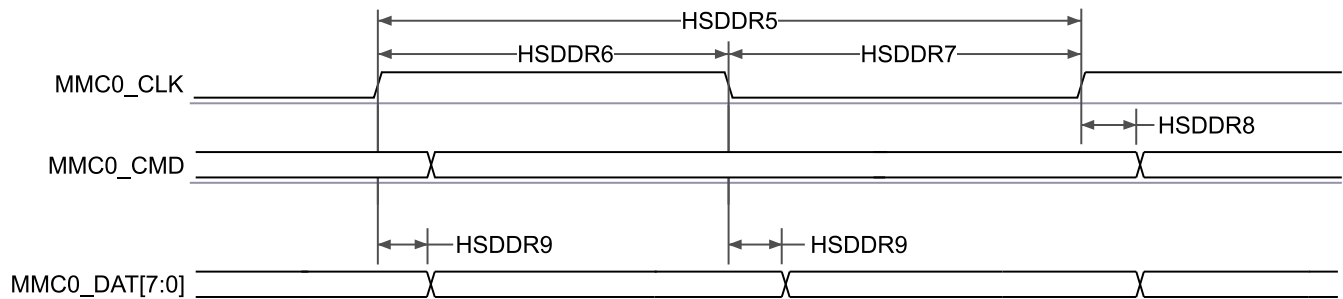 HSDDR5
HSDDR6 HSDDR7
MMC0_CLK
HSDDR8
MMC0_CMD
HSDDR9 HSDDR9
MMC0_DAT[7:0]